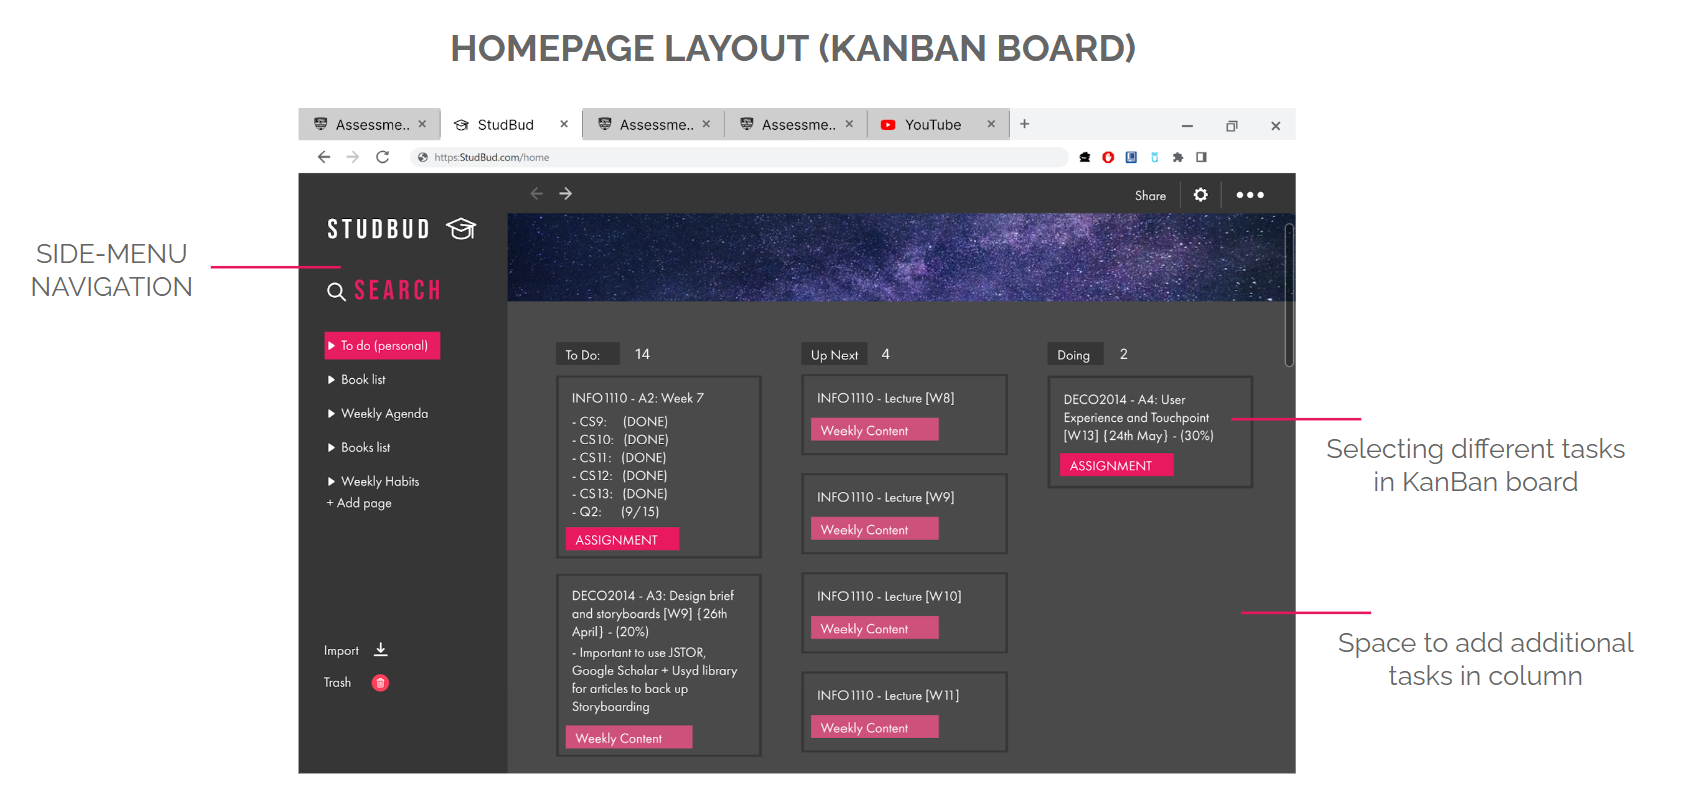 HOMEPAGE LAYOUT (KANBAN BOARD)
Assessme.. StudBud Assessme.. Assessme.. YouTube
https:StudBud.com/home
Share
STUDBUD
SIDE-MENU
NAVIGATION
SEARCH
To do (personal)
Book list
Weekly Agenda
Books list
Weekly Habits
+ Add page
Import
Trash
To Do: 14
INFO1110 - A2: Week 7
- CS9: (DONE)
- CS10: (DONE)
- CS11: (DONE)
- CS12: (DONE)
- CS13: (DONE)
- Q2: (9/15)
ASSIGNMENT
DECO2014 - A3: Design brief
and storyboards [W9] {26th
April} - (20%)
- Important to use JSTOR,
Google Scholar + Usyd library
for articles to back up
Storyboarding
Weekly Content
Up Next 4
INFO1110 - Lecture [W8]
Weekly Content
INFO1110 - Lecture [W9]
Weekly Content
INFO1110 - Lecture [W10]
Weekly Content
INFO1110 - Lecture [W11]
Weekly Content
Doing 2
DECO2014 - A4: User
Experience and Touchpoint
[W13] {24th May} - (30%)
ASSIGNMENT
Selecting different tasks
in KanBan board
Space to add additional
tasks in column